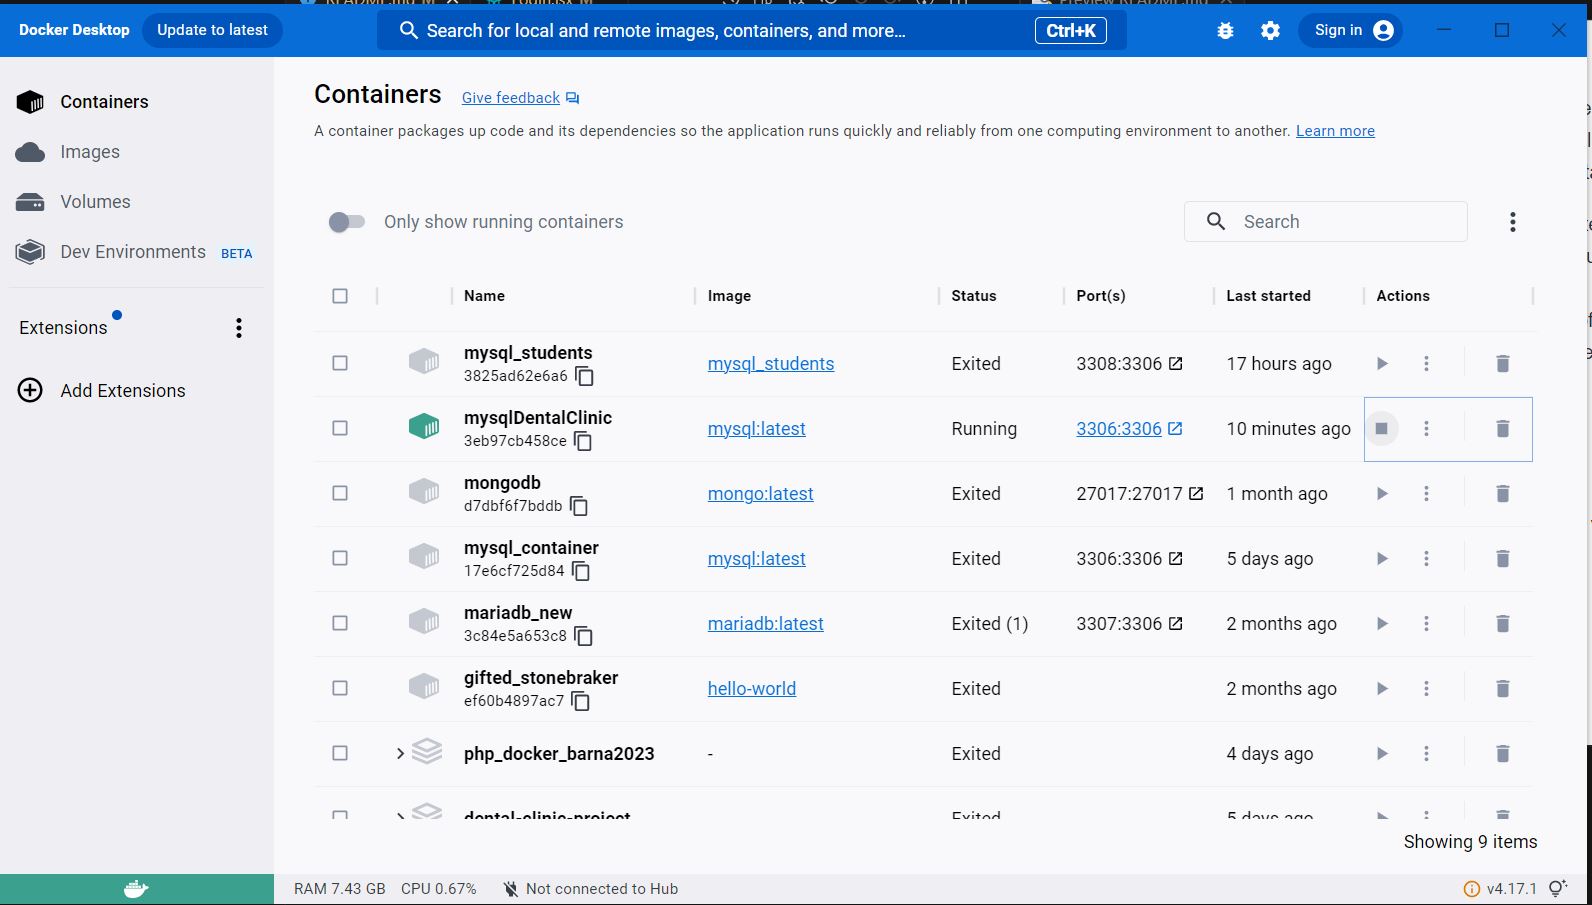 Docker Desktop
Update to latest
Search for local and remote images, containers, and more...
Ctrl+K
Sign in
Containers
Images
Volumes
Dev Environments BETA
Extensions
Add Extensions
Containers Give feedback
A container packages up code and its dependencies so the application runs quickly and reliably from one computing environment to another. Learn more
Only show running containers
Search
Name Image Status Port(s) Last started Actions
mysql_students
3825ad62e6a6
mysql_students Exited 3308:3306 17 hours ago
mysqlDentalClinic
3eb97cb458ce
mysql:latest Running 3306:3306 10 minutes ago
mongodb
d7dbf6f7bddb
mongo:latest Exited 27017:27017 1 month ago
mysql_container
17e6cf725d84
mysql:latest Exited 3306:3306 5 days ago
mariadb_new
3c84e5a653c8
mariadb:latest Exited (1) 3307:3306 2 months ago
gifted_stonebraker
ef60b4897ac7
hello-world Exited 2 months ago
php_docker_barna2023 - Exited 4 days ago
dental-clinic-project Exited 5 days ago
Showing 9 items
RAM 7.43 GB CPU 0.67% Not connected to Hub
v4.17.1